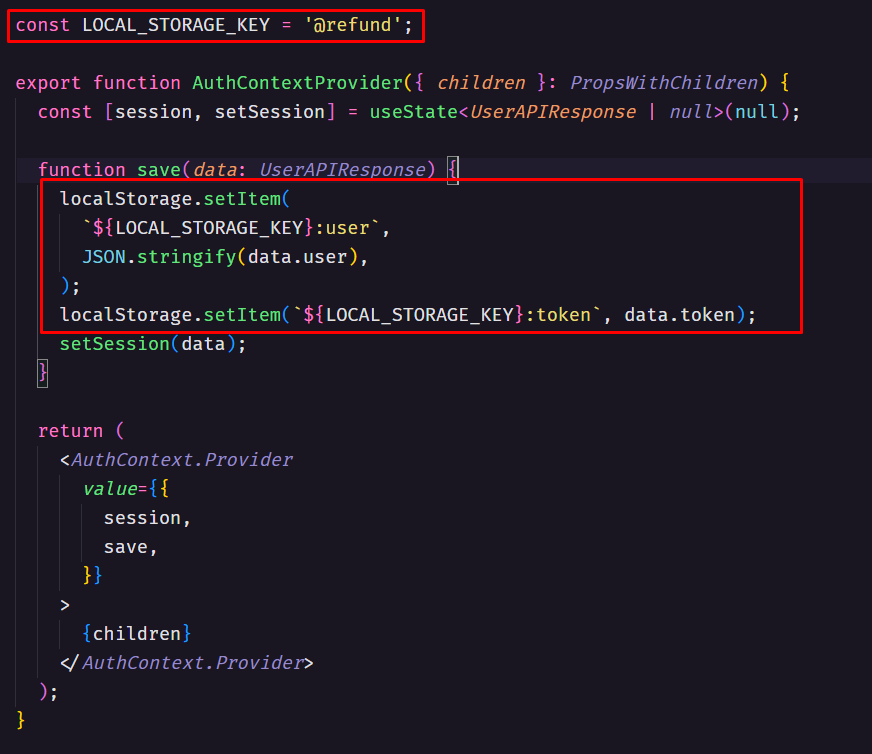 const LOCAL_STORAGE_KEY = '@refund';
export function AuthContextProvider({ children }: PropsWithChildren) {
const [session, setSession] = useState<UserAPIResponse | null>(null);
function save(data: UserAPIResponse) {
localStorage.setItem(
`${LOCAL_STORAGE_KEY}:user`,
JSON.stringify(data.user),
);
localStorage.setItem(`${LOCAL_STORAGE_KEY}:token`, data.token);
setSession(data);
}
return (
<AuthContext.Provider
value={{
session,
save,
}}
>
{children}
</AuthContext.Provider>
);
}